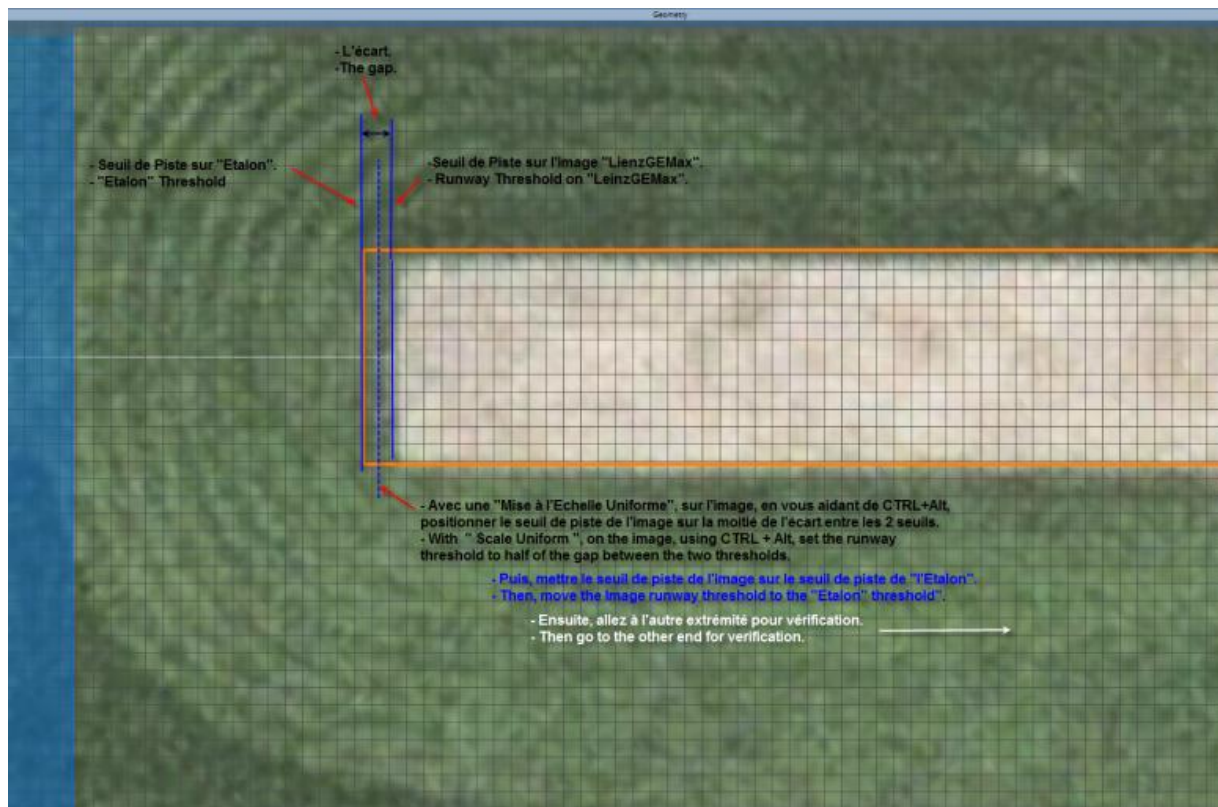 Geometry
- L'écart.
-The gap.
- Seuil de Piste sur "Etalon".
- "Etalon" Threshold
-Seuil de Piste sur l'image "LienzGEMax".
- Runway Threshold on "LeinzGEMax".
- Avec une "Mise à l'Echelle Uniforme", sur l'image, en vous aidant de CTRL+Alt,
positionner le seuil de piste de l'image sur la moitié de l'écart entre les 2 seuils.
- With " Scale Uniform ", on the image, using CTRL + Alt, set the runway
threshold to half of the gap between the two thresholds.
- Puis, mettre le seuil de piste de l'image sur le seuil de piste de "l'Etalon".
- Then, move the Image runway threshold to the "Etalon" threshold".
- Ensuite, allez à l'autre extrémité pour vérification.
- Then go to the other end for verification.